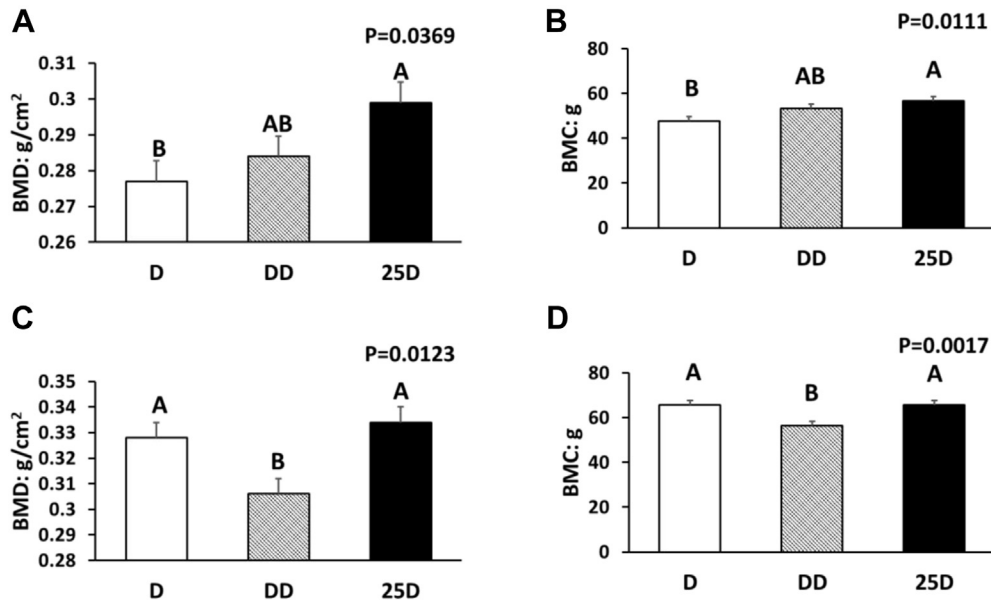 A
P=0.0369
BMD: g/cm²
0.31
0.3
0.29
0.28
0.27
0.26
B
AB
A
D DD 25D
B
P=0.0111
BMC: g
80
60
40
20
0
B
AB
A
D DD 25D
C
P=0.0123
BMD: g/cm²
0.35
0.34
0.33
0.32
0.31
0.3
0.29
0.28
A
B
A
D DD 25D
D
P=0.0017
BMC: g
80
60
40
20
0
A
B
A
D DD 25D